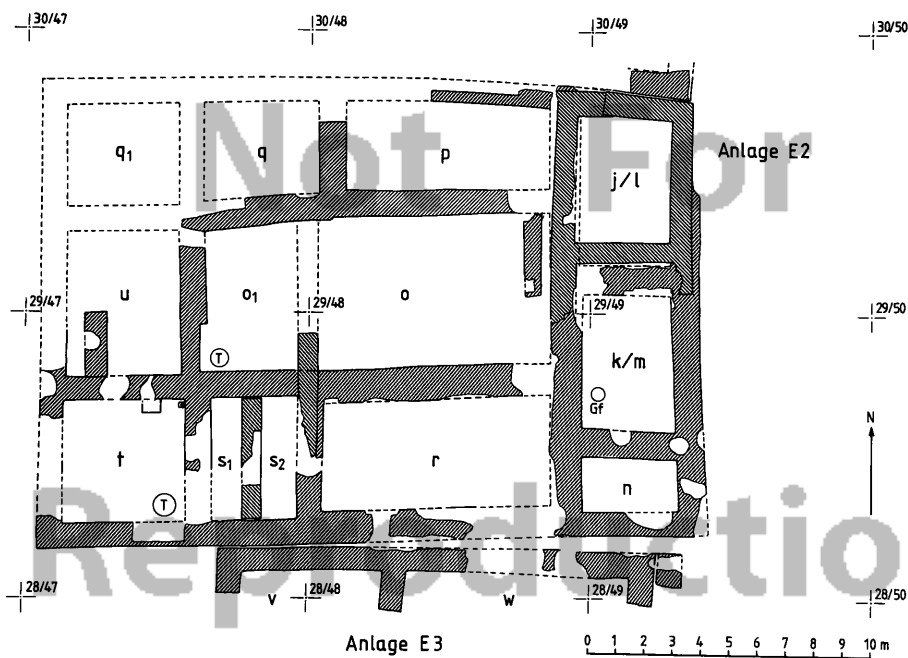 30/47 30/48 30/49 30/50
Not For
q₁ q p j/l Anlage E2
u o₁ o
29/47 29/48 29/49 29/50
T k/m
Gf
N
t s₁ s₂ r
T n
Reproductio
28/47 28/48 28/49 28/50
V W
Anlage E3
0 1 2 3 4 5 6 7 8 9 10 m